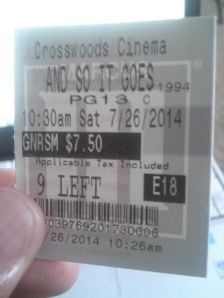 Crosswoods Cinema
AND SO IT GOES 1994
PG13 C
10:30am Sat 7/26/2014
GNRSM $7.50
Applicable Tax Included
9 LEFT E18
0039769201730006
/26/2014 10:26am